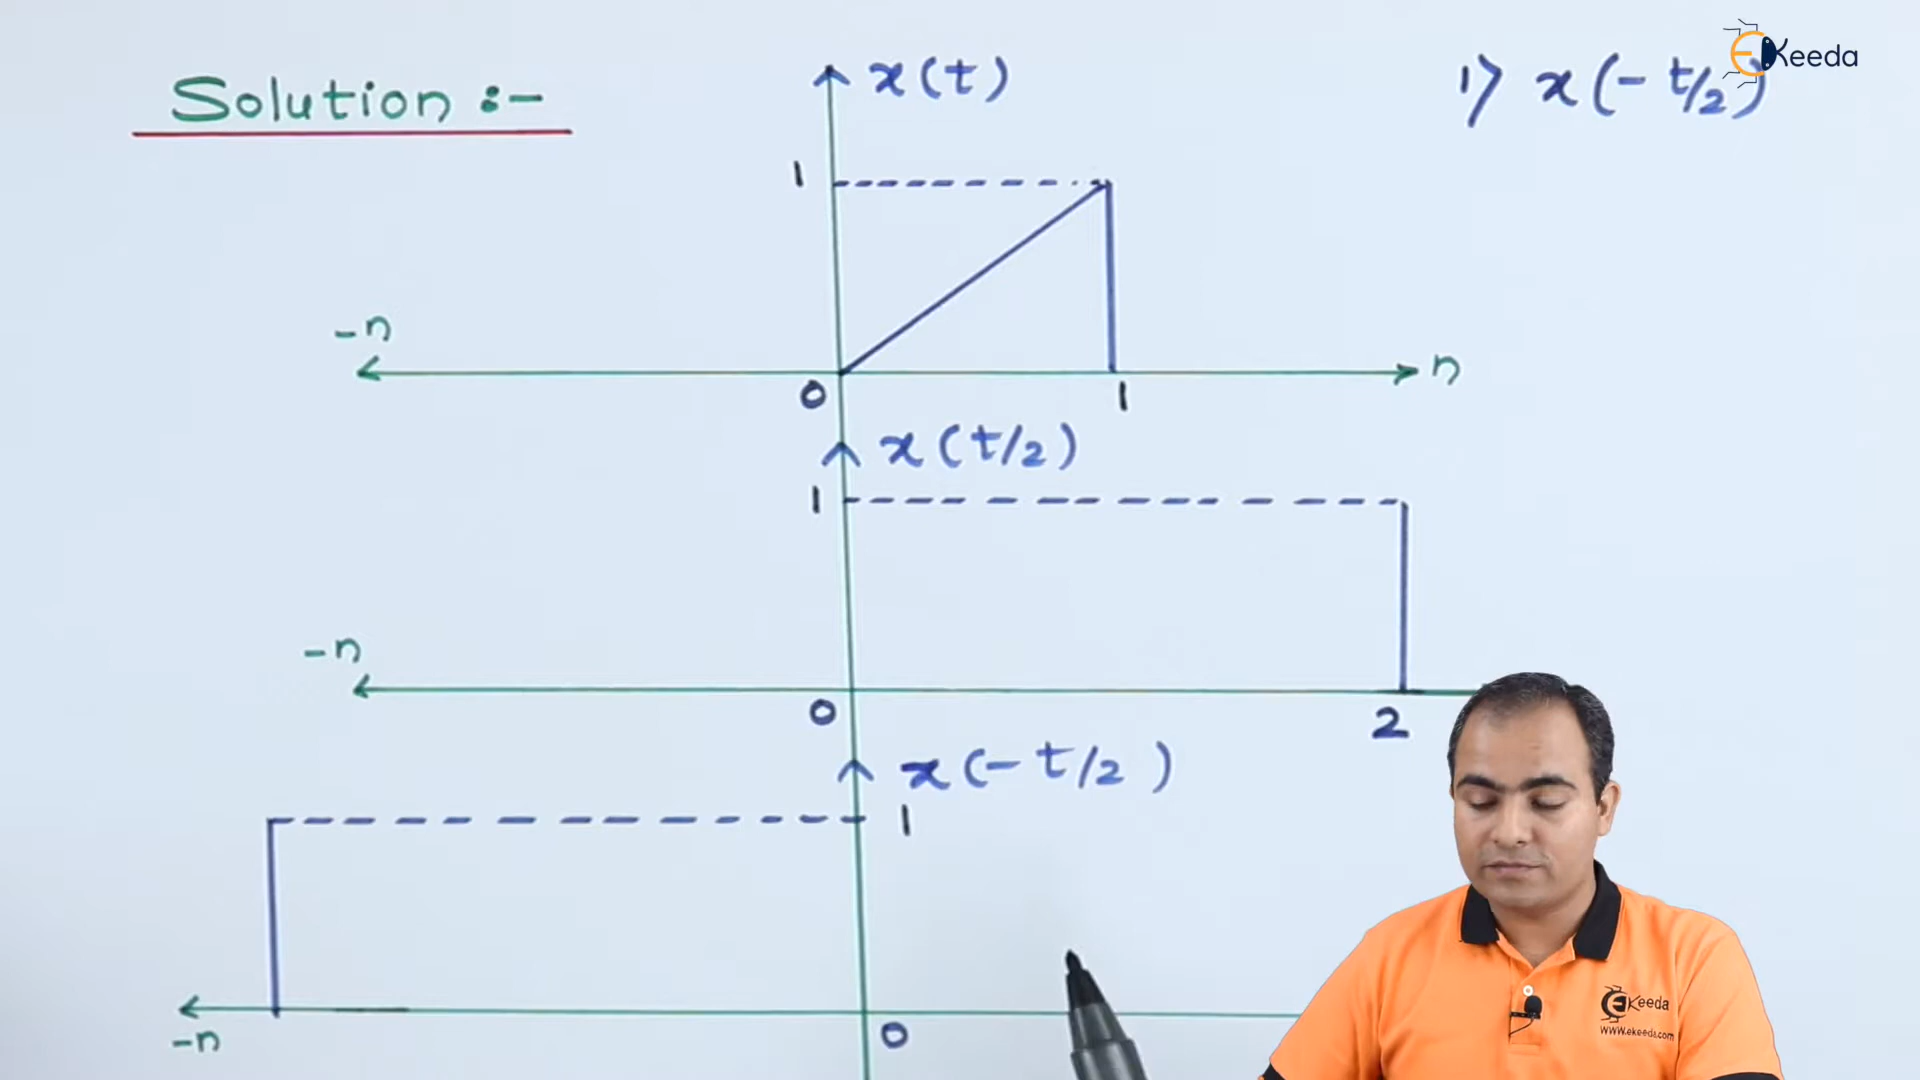 Solution :-
x(t)
1) x(- t/2)
EKeeda
1
-n
n
0
1
x(t/2)
1
-n
0
2
x(- t/2)
1
-n
0
EKeeda
www.ekeeda.com